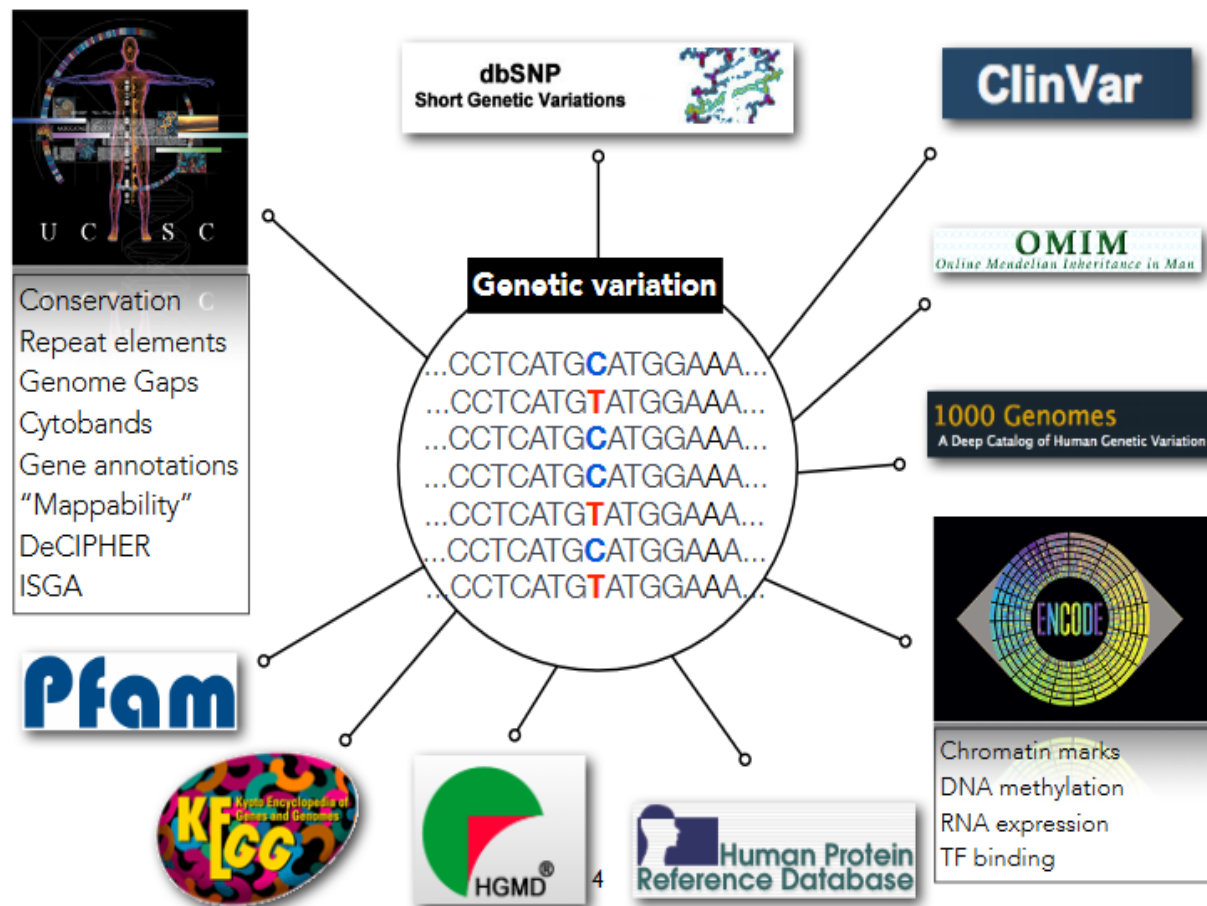 U C S C
Conservation
Repeat elements
Genome Gaps
Cytobands
Gene annotations
“Mappability”
DeCIPHER
ISGA
dbSNP
Short Genetic Variations
ClinVar
OMIM
Online Mendelian Inheritance in Man
Genetic variation
...CCTCATGCATGGAAA...
...CCTCATGTATGGAAA...
...CCTCATGCATGGAAA...
...CCTCATGCATGGAAA...
...CCTCATGTATGGAAA...
...CCTCATGCATGGAAA...
...CCTCATGTATGGAAA...
1000 Genomes
A Deep Catalog of Human Genetic Variation
ENCODE
Chromatin marks
DNA methylation
RNA expression
TF binding
Pfam
KEGG
Kyoto Encyclopedia of
Genes and Genomes
HGMD®
4
Human Protein
Reference Database